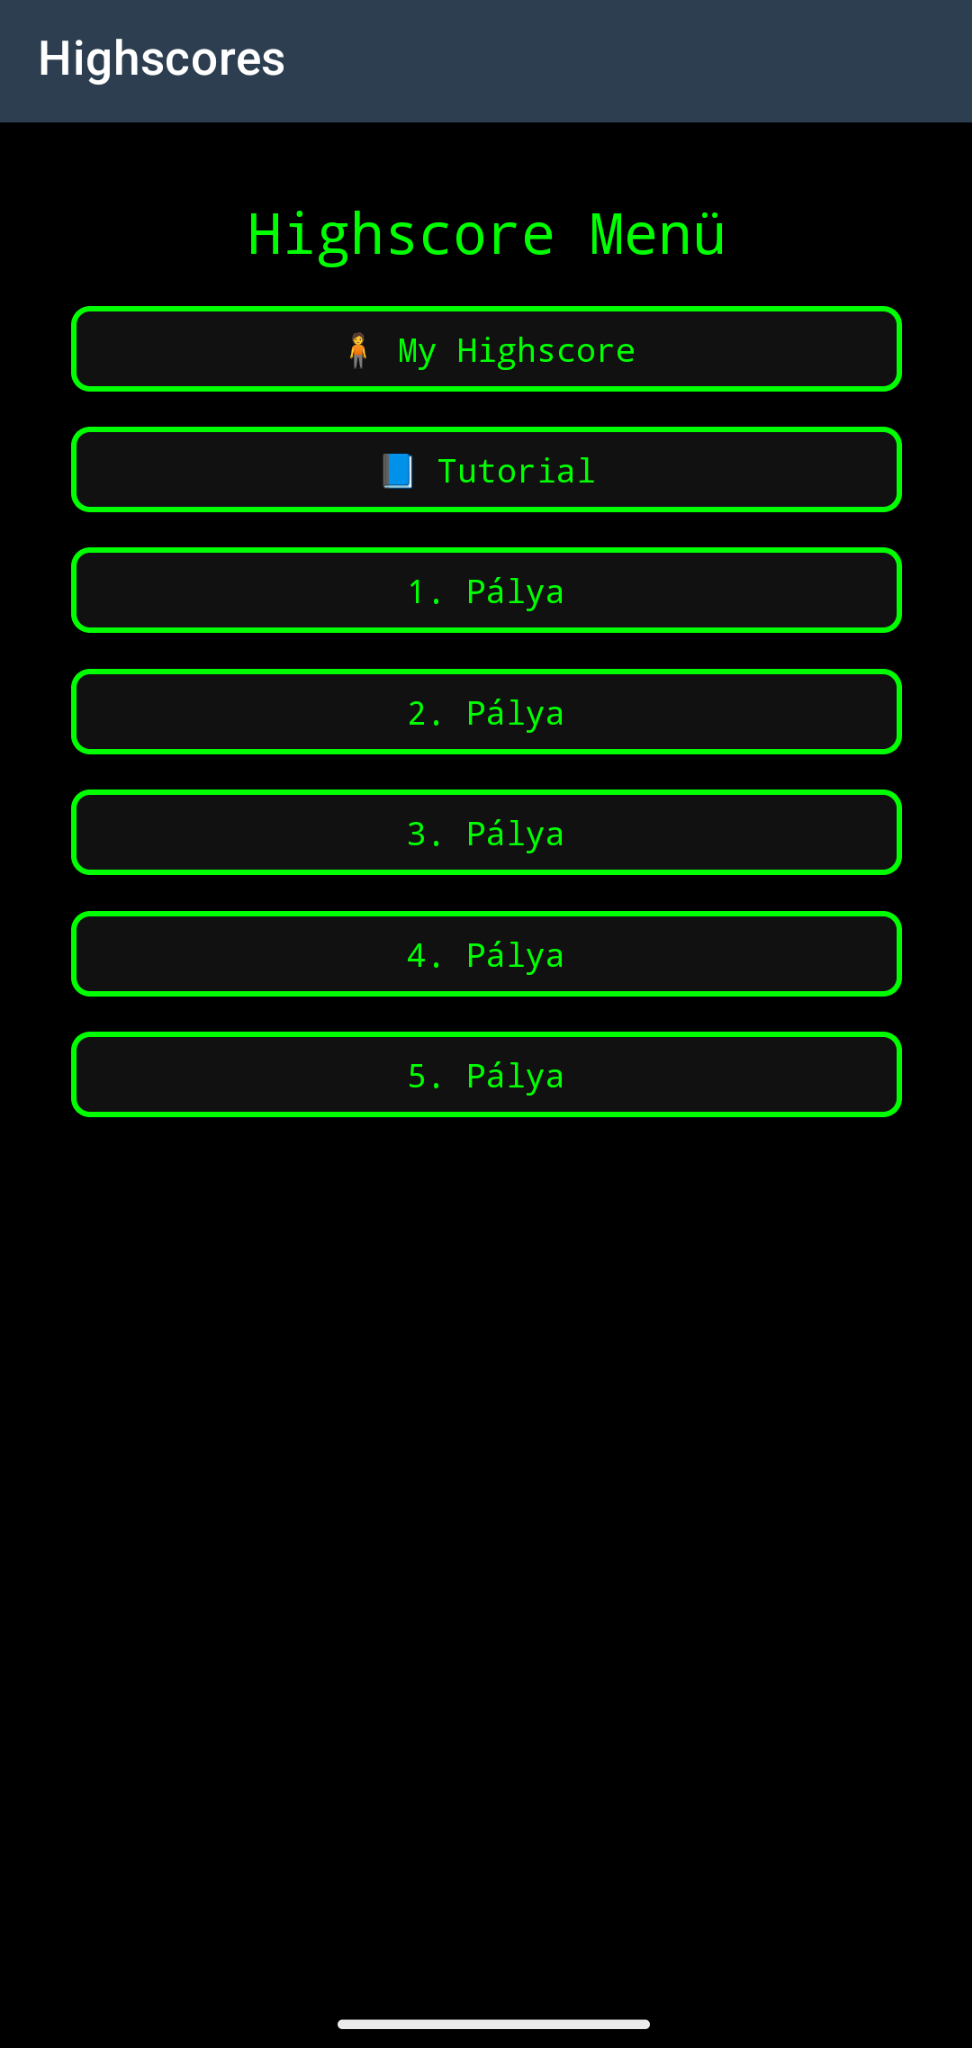 Highscores
Highscore Menü
🧍 My Highscore
📘 Tutorial
1. Pálya
2. Pálya
3. Pálya
4. Pálya
5. Pálya